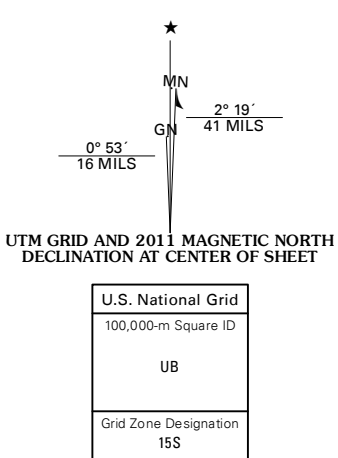 ★
MN
GN
2° 19´
41 MILS
0° 53´
16 MILS
UTM GRID AND 2011 MAGNETIC NORTH
DECLINATION AT CENTER OF SHEET
U.S. National Grid
100,000-m Square ID
UB
Grid Zone Designation
15S